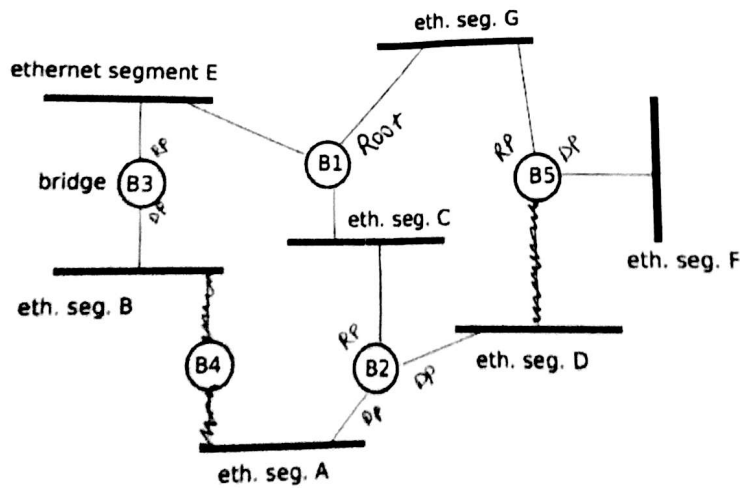 eth. seg. G
ethernet segment E
Root
B1
RP
RP
DP
bridge
B3
B5
DP
eth. seg. C
eth. seg. F
eth. seg. B
RP
eth. seg. D
B4
B2
DP
DP
eth. seg. A